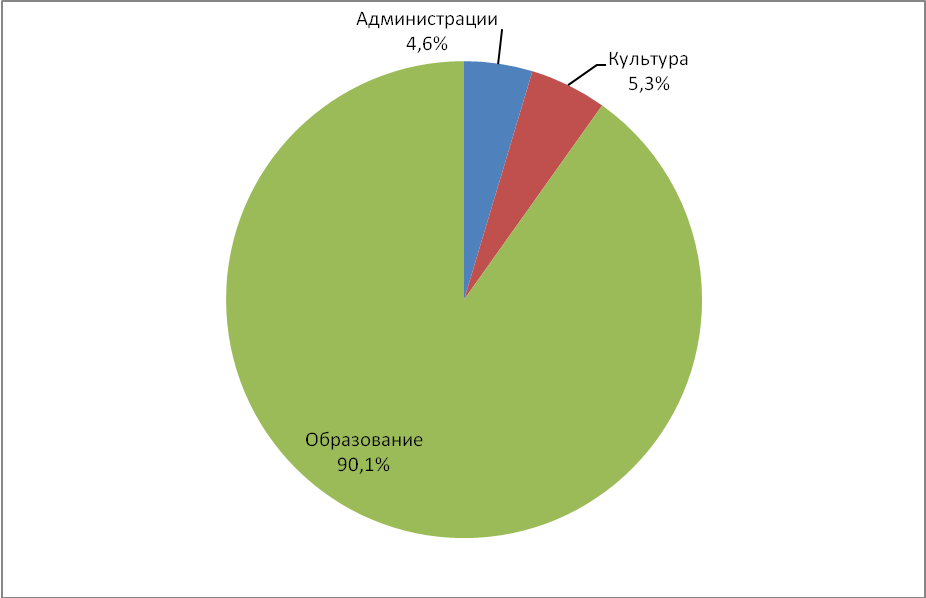 Администрации
4,6%
Культура
5,3%
Образование
90,1%